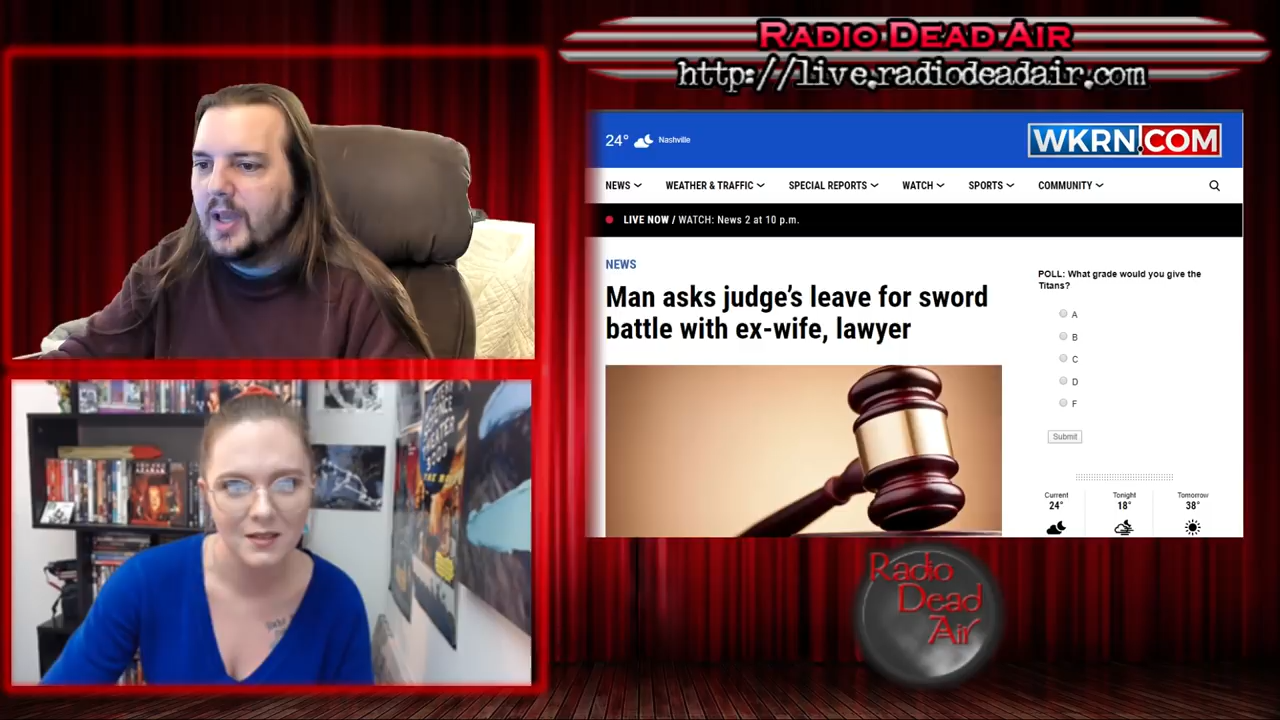 RADIO DEAD AIR
http://live.radiodeadair.com
24° Nashville
WKRN.COM
NEWS WEATHER & TRAFFIC SPECIAL REPORTS WATCH SPORTS COMMUNITY
LIVE NOW / WATCH: News 2 at 10 p.m.
NEWS
Man asks judge's leave for sword
battle with ex-wife, lawyer
POLL: What grade would you give the
Titans?
A
B
C
D
F
Submit
Current Tonight Tomorrow
24° 18° 38°
Radio
Dead
Air